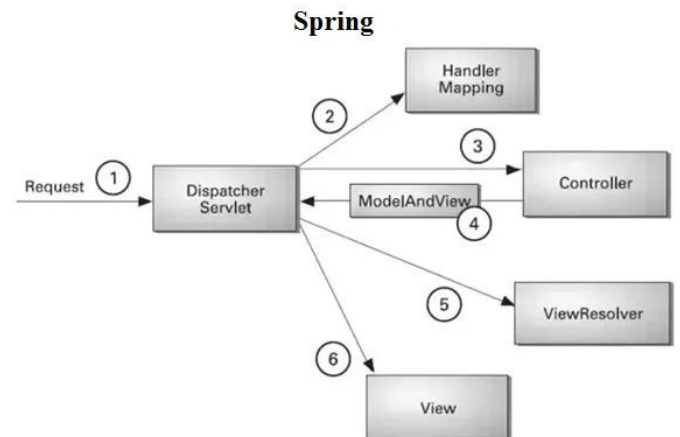 Spring
Handler
Mapping
2
3
Request
1
Dispatcher
Servlet
Controller
ModelAndView
4
5
ViewResolver
6
View